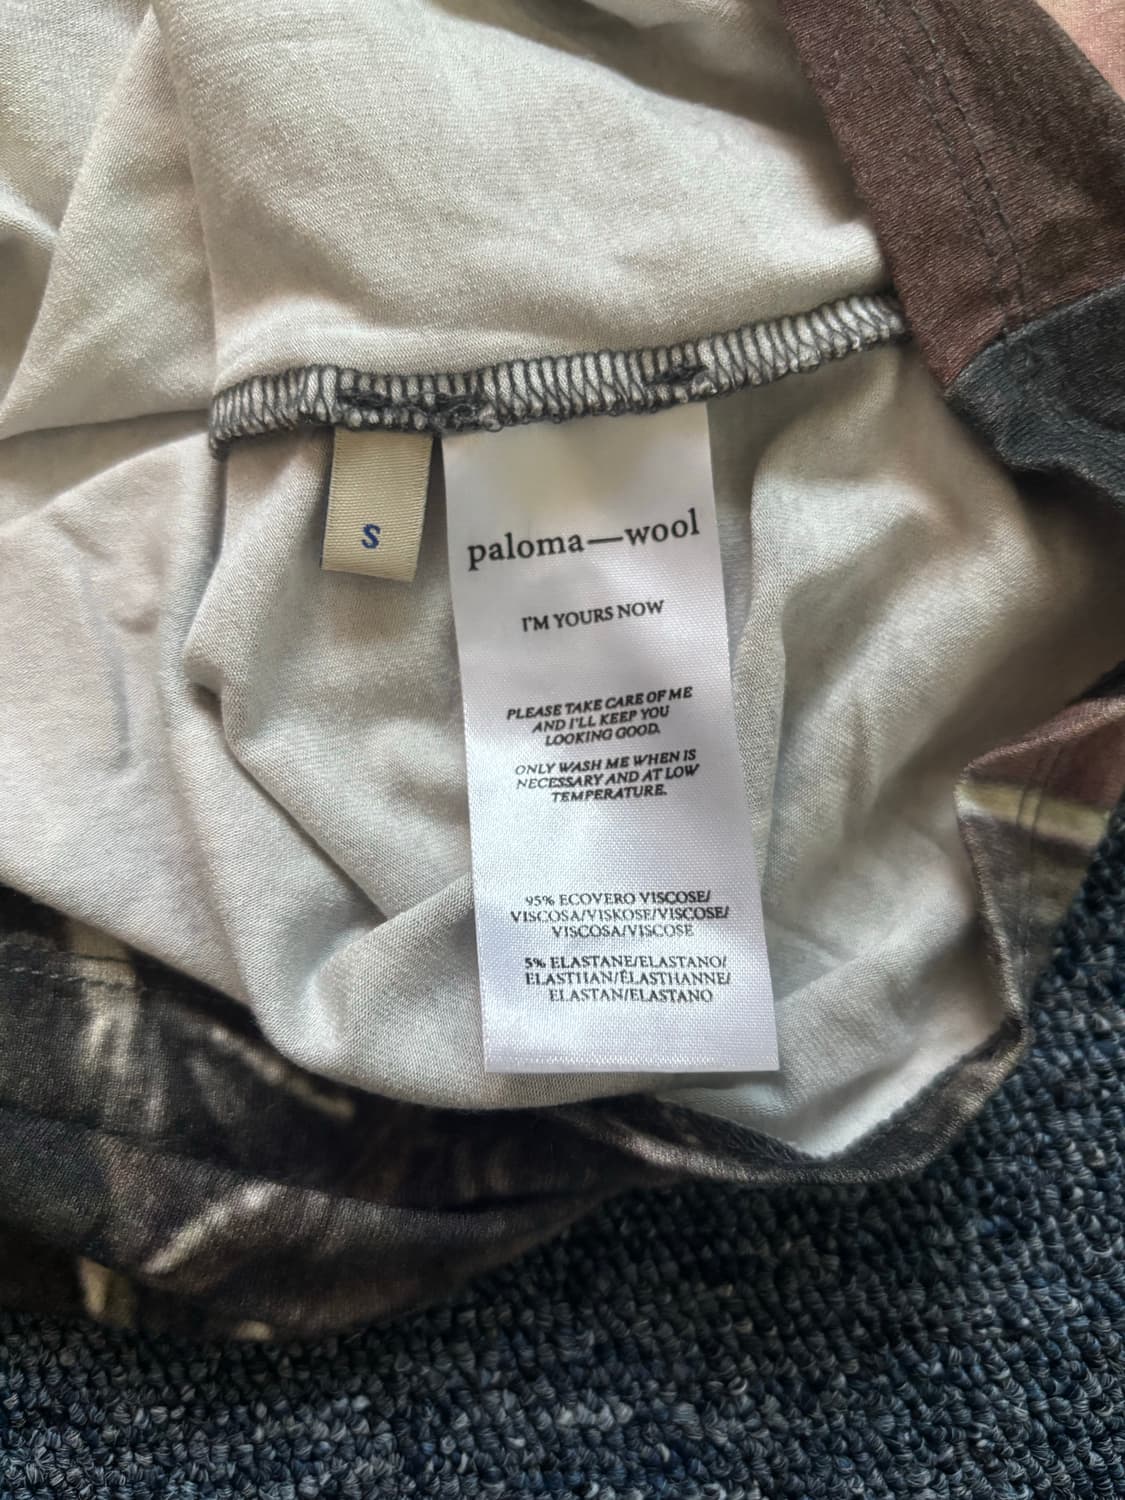 S
paloma—wool
I'M YOURS NOW
PLEASE TAKE CARE OF ME
AND I'LL KEEP YOU
LOOKING GOOD.
ONLY WASH ME WHEN IS
NECESSARY AND AT LOW
TEMPERATURE.
95% ECOVERO VISCOSE/
VISCOSA/VISKOSE/VISCOSE/
VISCOSA/VISCOSE
5% ELASTANE/ELASTANO/
ELASTHAN/ÉLASTHANNE/
ELASTAN/ELASTANO